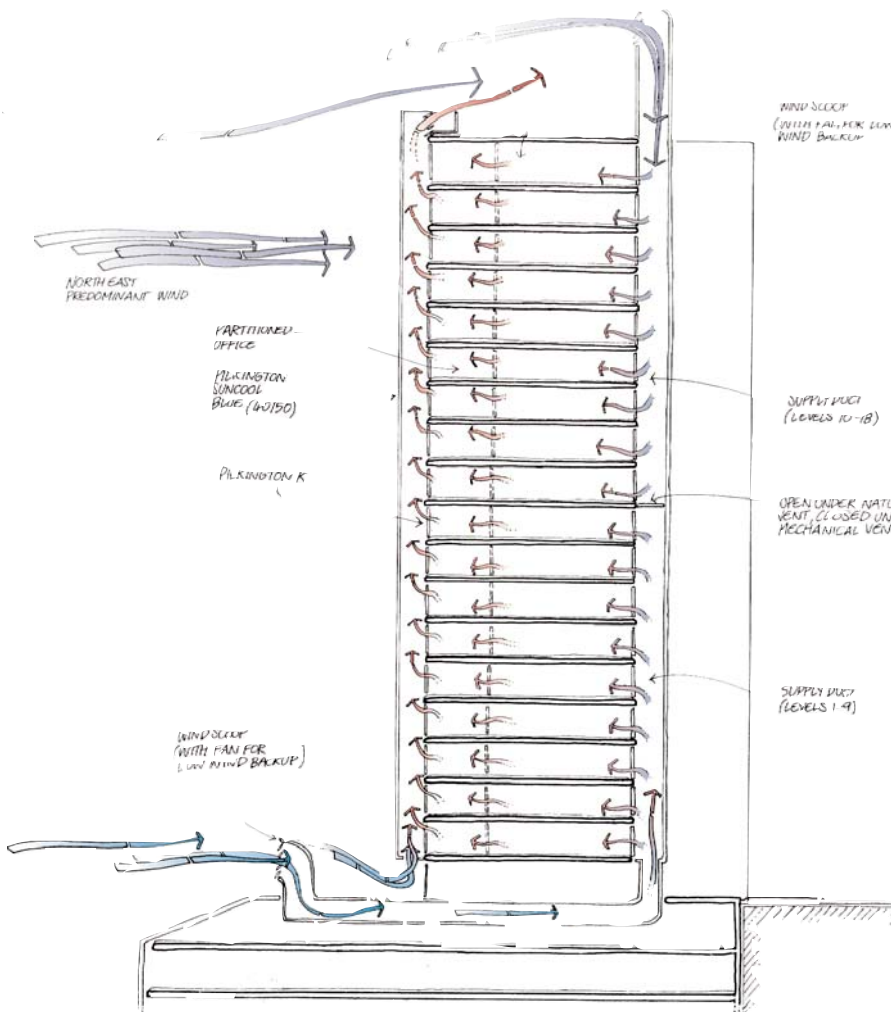 WIND SCOOP
(WITH FAN FOR LOW
WIND BACKUP
NORTH EAST
PREDOMINANT WIND
PARTITIONED
OFFICE
PILKINGTON
SUNCOOL
BLUE (40/50)
SUPPLY DUCT
(LEVELS 10-18)
PILKINGTON K
OPEN UNDER NATU
VENT, CLOSED UN
MECHANICAL VEN
SUPPLY DUCT
(LEVELS 1-9)
WIND SCOOP
(WITH FAN FOR
LOW WIND BACKUP)